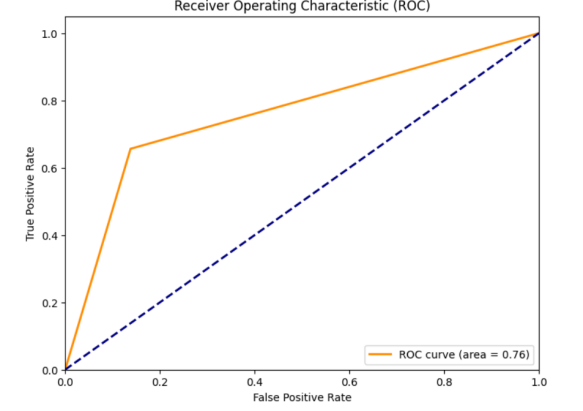 Receiver Operating Characteristic (ROC)
1.0
0.8
0.6
0.4
0.2
0.0
True Positive Rate
ROC curve (area = 0.76)
0.0 0.2 0.4 0.6 0.8 1.0
False Positive Rate